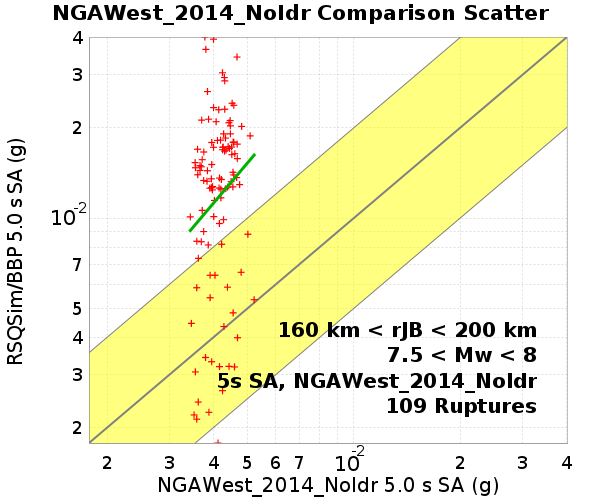 NGAWest_2014_NoIdr Comparison Scatter
RSQSim/BBP 5.0 s SA (g)
4
3
2
10-2
7
5
4
3
2
160 km < rJB < 200 km
7.5 < Mw < 8
5s SA, NGAWest_2014_NoIdr
109 Ruptures
2 3 4 5 6 7 10-2 2 3 4
NGAWest_2014_NoIdr 5.0 s SA (g)